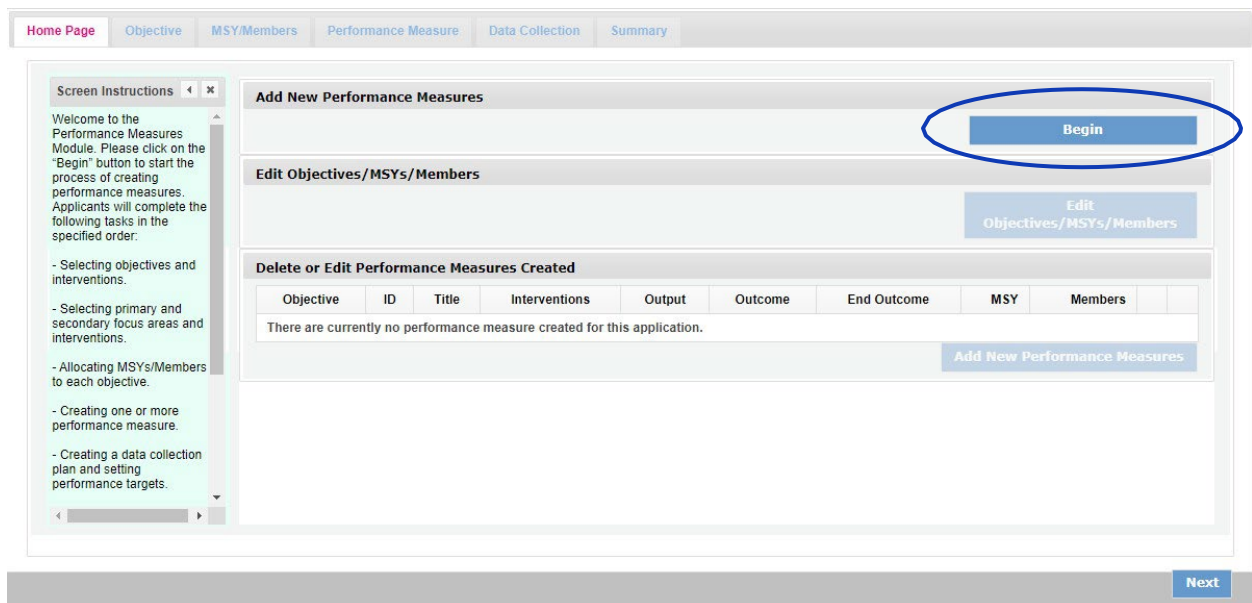 Home Page Objective MSY/Members Performance Measure Data Collection Summary
Screen Instructions
Welcome to the
Performance Measures
Module. Please click on the
"Begin" button to start the
process of creating
performance measures.
Applicants will complete the
following tasks in the
specified order:
- Selecting objectives and
interventions.
- Selecting primary and
secondary focus areas and
interventions.
- Allocating MSYs/Members
to each objective.
- Creating one or more
performance measure.
- Creating a data collection
plan and setting
performance targets.
Add New Performance Measures
Begin
Edit Objectives/MSYs/Members
Edit
Objectives/MSYs/Members
Delete or Edit Performance Measures Created
Objective ID Title Interventions Output Outcome End Outcome MSY Members
There are currently no performance measure created for this application.
Add New Performance Measures
Next